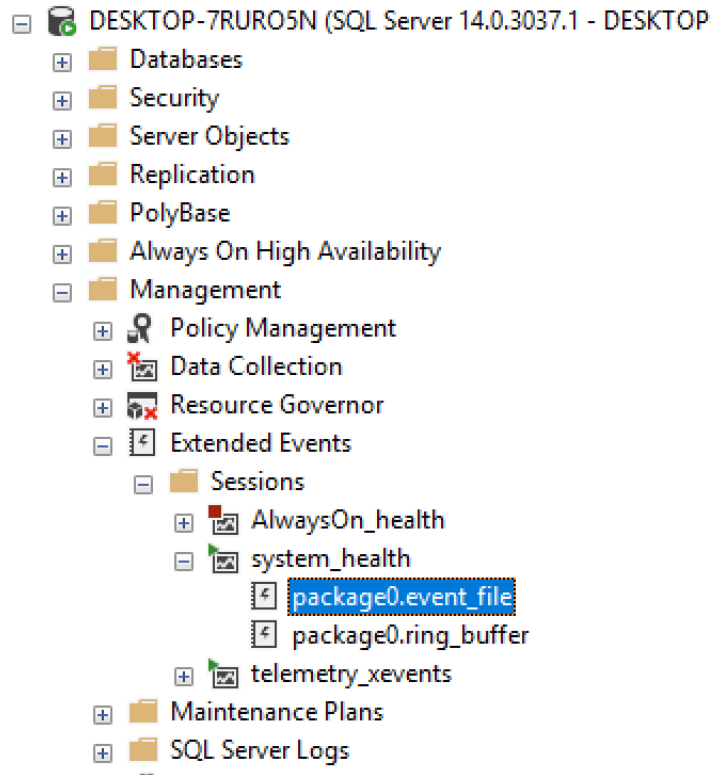 DESKTOP-7RURO5N (SQL Server 14.0.3037.1 - DESKTOP
Databases
Security
Server Objects
Replication
PolyBase
Always On High Availability
Management
Policy Management
Data Collection
Resource Governor
Extended Events
Sessions
AlwaysOn_health
system_health
package0.event_file
package0.ring_buffer
telemetry_xevents
Maintenance Plans
SQL Server Logs